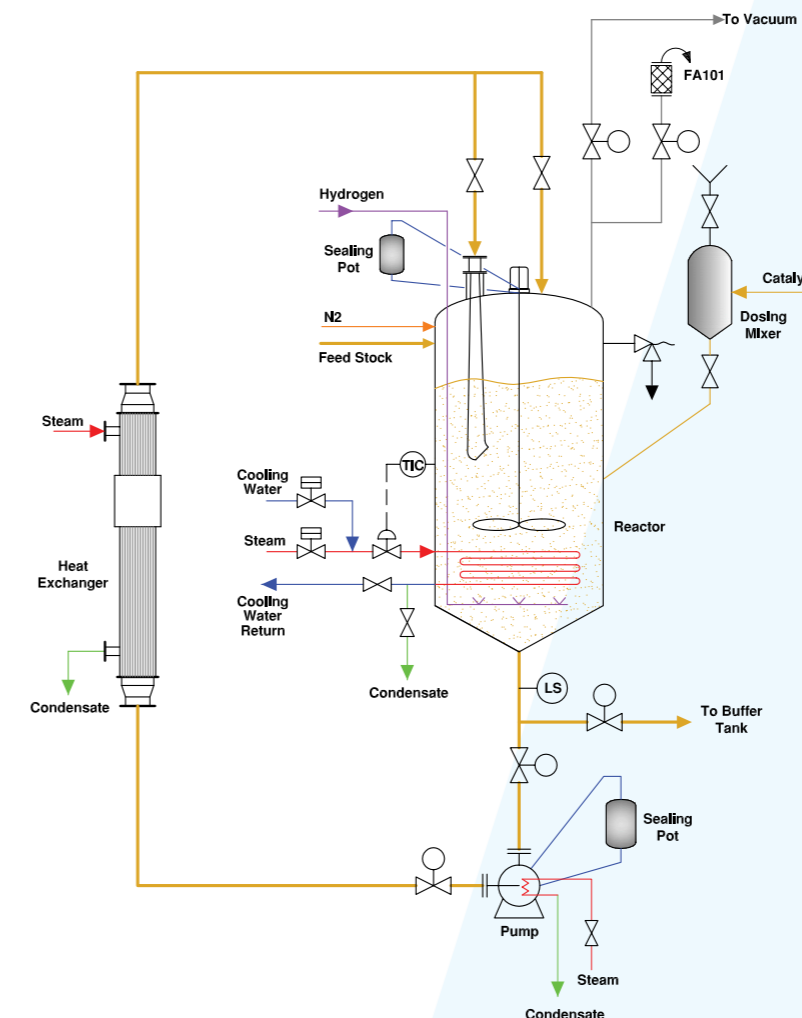 To Vacuum
FA101
Hydrogen
Sealing
Pot
Cataly
Dosing
Mixer
N2
Feed Stock
Steam
TIC
Cooling
Water
Reactor
Steam
Heat
Exchanger
Cooling
Water
Return
Condensate
LS
Condensate
To Buffer
Tank
Sealing
Pot
Pump
Steam
Condensate